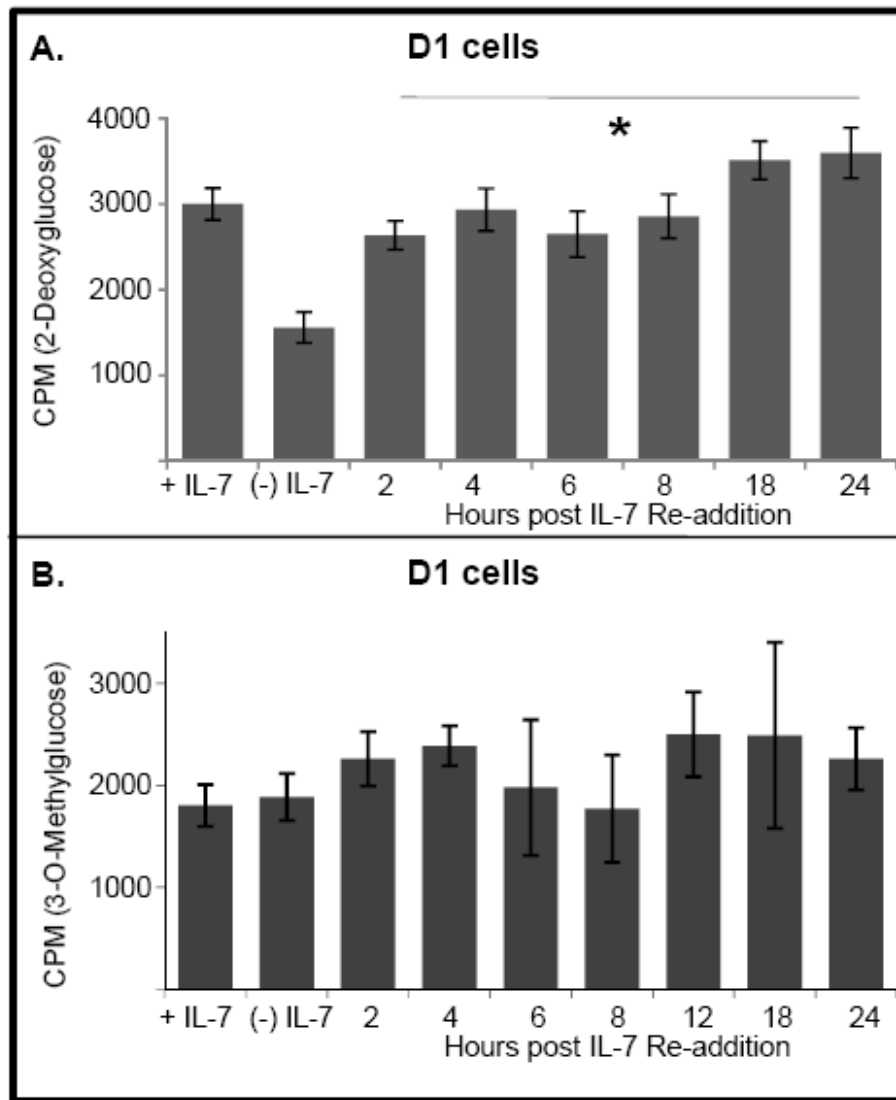 A.
D1 cells
*
CPM (2-Deoxyglucose)
4000
3000
2000
1000
+ IL-7 (-) IL-7 2 4 6 8 18 24
Hours post IL-7 Re-addition
B.
D1 cells
CPM (3-O-Methylglucose)
3000
2000
1000
+ IL-7 (-) IL-7 2 4 6 8 12 18 24
Hours post IL-7 Re-addition